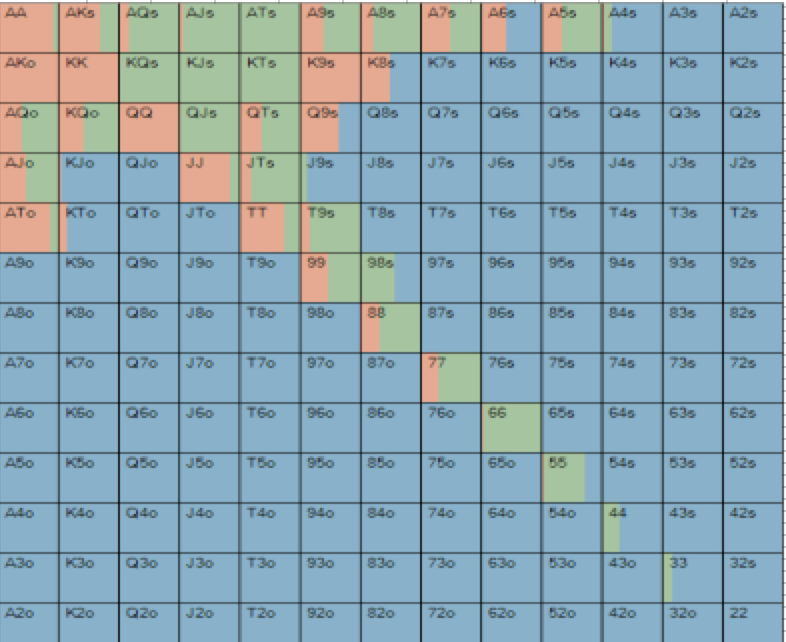 AA AKs AQs AJs ATs A9s A8s A7s A6s A5s A4s A3s A2s
AKo KK KQs KJs KTs K9s K8s K7s K6s K5s K4s K3s K2s
AQo KQo QQ QJs QTs Q9s Q8s Q7s Q6s Q5s Q4s Q3s Q2s
AJo KJo QJo JJ JTs J9s J8s J7s J6s J5s J4s J3s J2s
ATo KTo QTo JTo TT T9s T8s T7s T6s T5s T4s T3s T2s
A9o K9o Q9o J9o T9o 99 98s 97s 96s 95s 94s 93s 92s
A8o K8o Q8o J8o T8o 98o 88 87s 86s 85s 84s 83s 82s
A7o K7o Q7o J7o T7o 97o 87o 77 76s 75s 74s 73s 72s
A6o K6o Q6o J6o T6o 96o 86o 76o 66 65s 64s 63s 62s
A5o K5o Q5o J5o T5o 95o 85o 75o 65o 55 54s 53s 52s
A4o K4o Q4o J4o T4o 94o 84o 74o 64o 54o 44 43s 42s
A3o K3o Q3o J3o T3o 93o 83o 73o 63o 53o 43o 33 32s
A2o K2o Q2o J2o T2o 92o 82o 72o 62o 52o 42o 32o 22